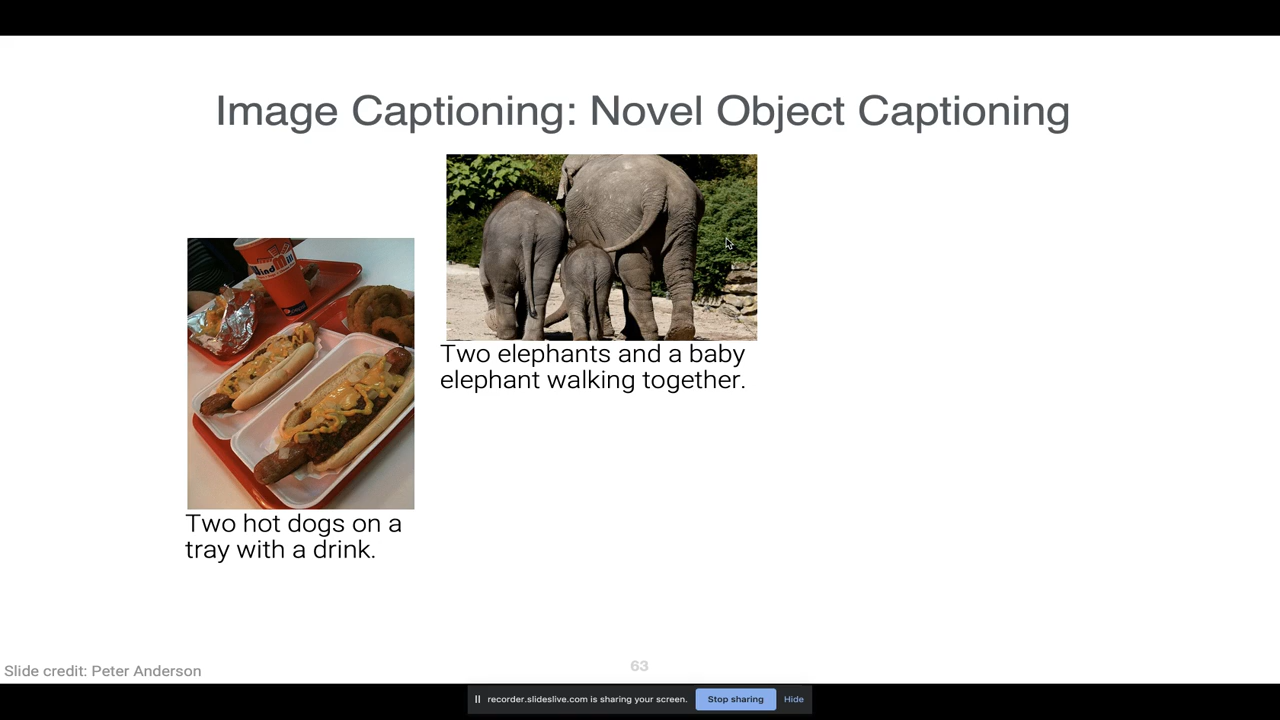 Image Captioning: Novel Object Captioning
Two elephants and a baby
elephant walking together.
Two hot dogs on a
tray with a drink.
Slide credit: Peter Anderson
63
recorder.slideslive.com is sharing your screen.
Stop sharing
Hide